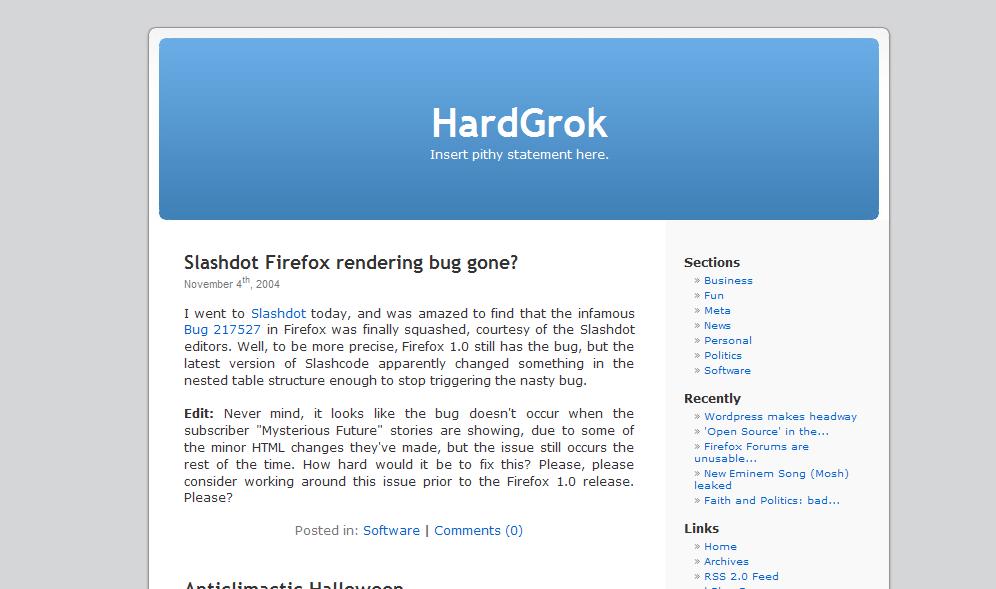 HardGrok
Insert pithy statement here.
Slashdot Firefox rendering bug gone?
November 4th, 2004
I went to Slashdot today, and was amazed to find that the infamous
Bug 217527 in Firefox was finally squashed, courtesy of the Slashdot
editors. Well, to be more precise, Firefox 1.0 still has the bug, but the
latest version of Slashcode apparently changed something in the
nested table structure enough to stop triggering the nasty bug.
Edit: Never mind, it looks like the bug doesn't occur when the
subscriber "Mysterious Future" stories are showing, due to some of
the minor HTML changes they've made, but the issue still occurs the
rest of the time. How hard would it be to fix this? Please, please
consider working around this issue prior to the Firefox 1.0 release.
Please?
Posted in: Software | Comments (0)
Anticlimactic Halloween
Sections
» Business
» Fun
» Meta
» News
» Personal
» Politics
» Software
Recently
» Wordpress makes headway
» 'Open Source' in the...
» Firefox Forums are
unusable...
» New Eminem Song (Mosh)
leaked
» Faith and Politics: bad...
Links
» Home
» Archives
» RSS 2.0 Feed